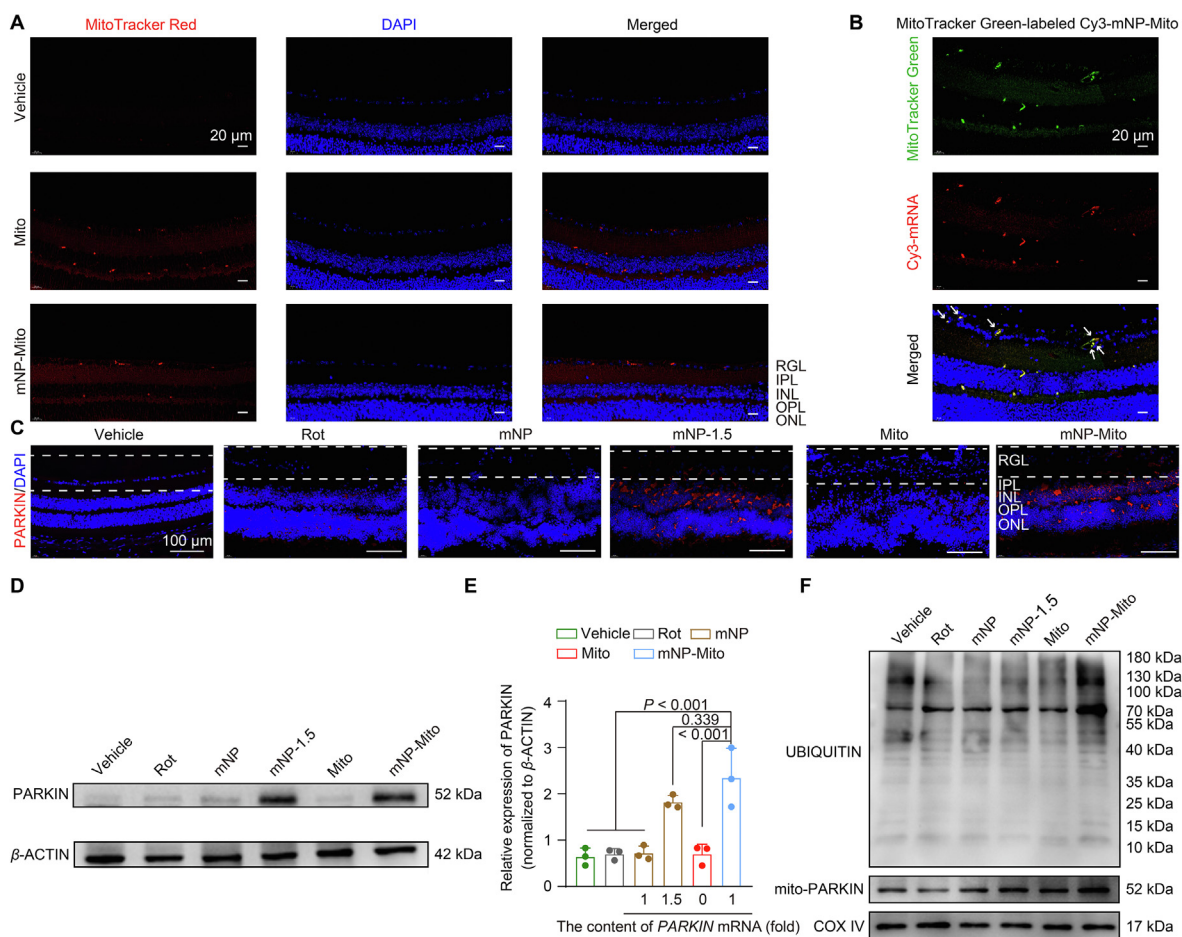 A
MitoTracker Red
DAPI
Merged
Vehicle
20 µm
Mito
mNP-Mito
RGL
IPL
INL
OPL
ONL
B
MitoTracker Green-labeled Cy3-mNP-Mito
MitoTracker Green
20 µm
Cy3-mRNA
Merged
C
Vehicle
Rot
mNP
mNP-1.5
Mito
mNP-Mito
PARKIN/DAPI
100 µm
RGL
IPL
INL
OPL
ONL
D
Vehicle
Rot
mNP
mNP-1.5
Mito
mNP-Mito
PARKIN
52 kDa
β-ACTIN
42 kDa
E
Vehicle Rot mNP
Mito mNP-Mito
Relative expression of PARKIN
(normalized to β-ACTIN)
4
3
2
1
0
P < 0.001
0.339
< 0.001
1 1.5 0 1
The content of PARKIN mRNA (fold)
F
Vehicle
Rot
mNP
mNP-1.5
Mito
mNP-Mito
UBIQUITIN
180 kDa
130 kDa
100 kDa
70 kDa
55 kDa
40 kDa
35 kDa
25 kDa
15 kDa
10 kDa
mito-PARKIN
52 kDa
COX IV
17 kDa